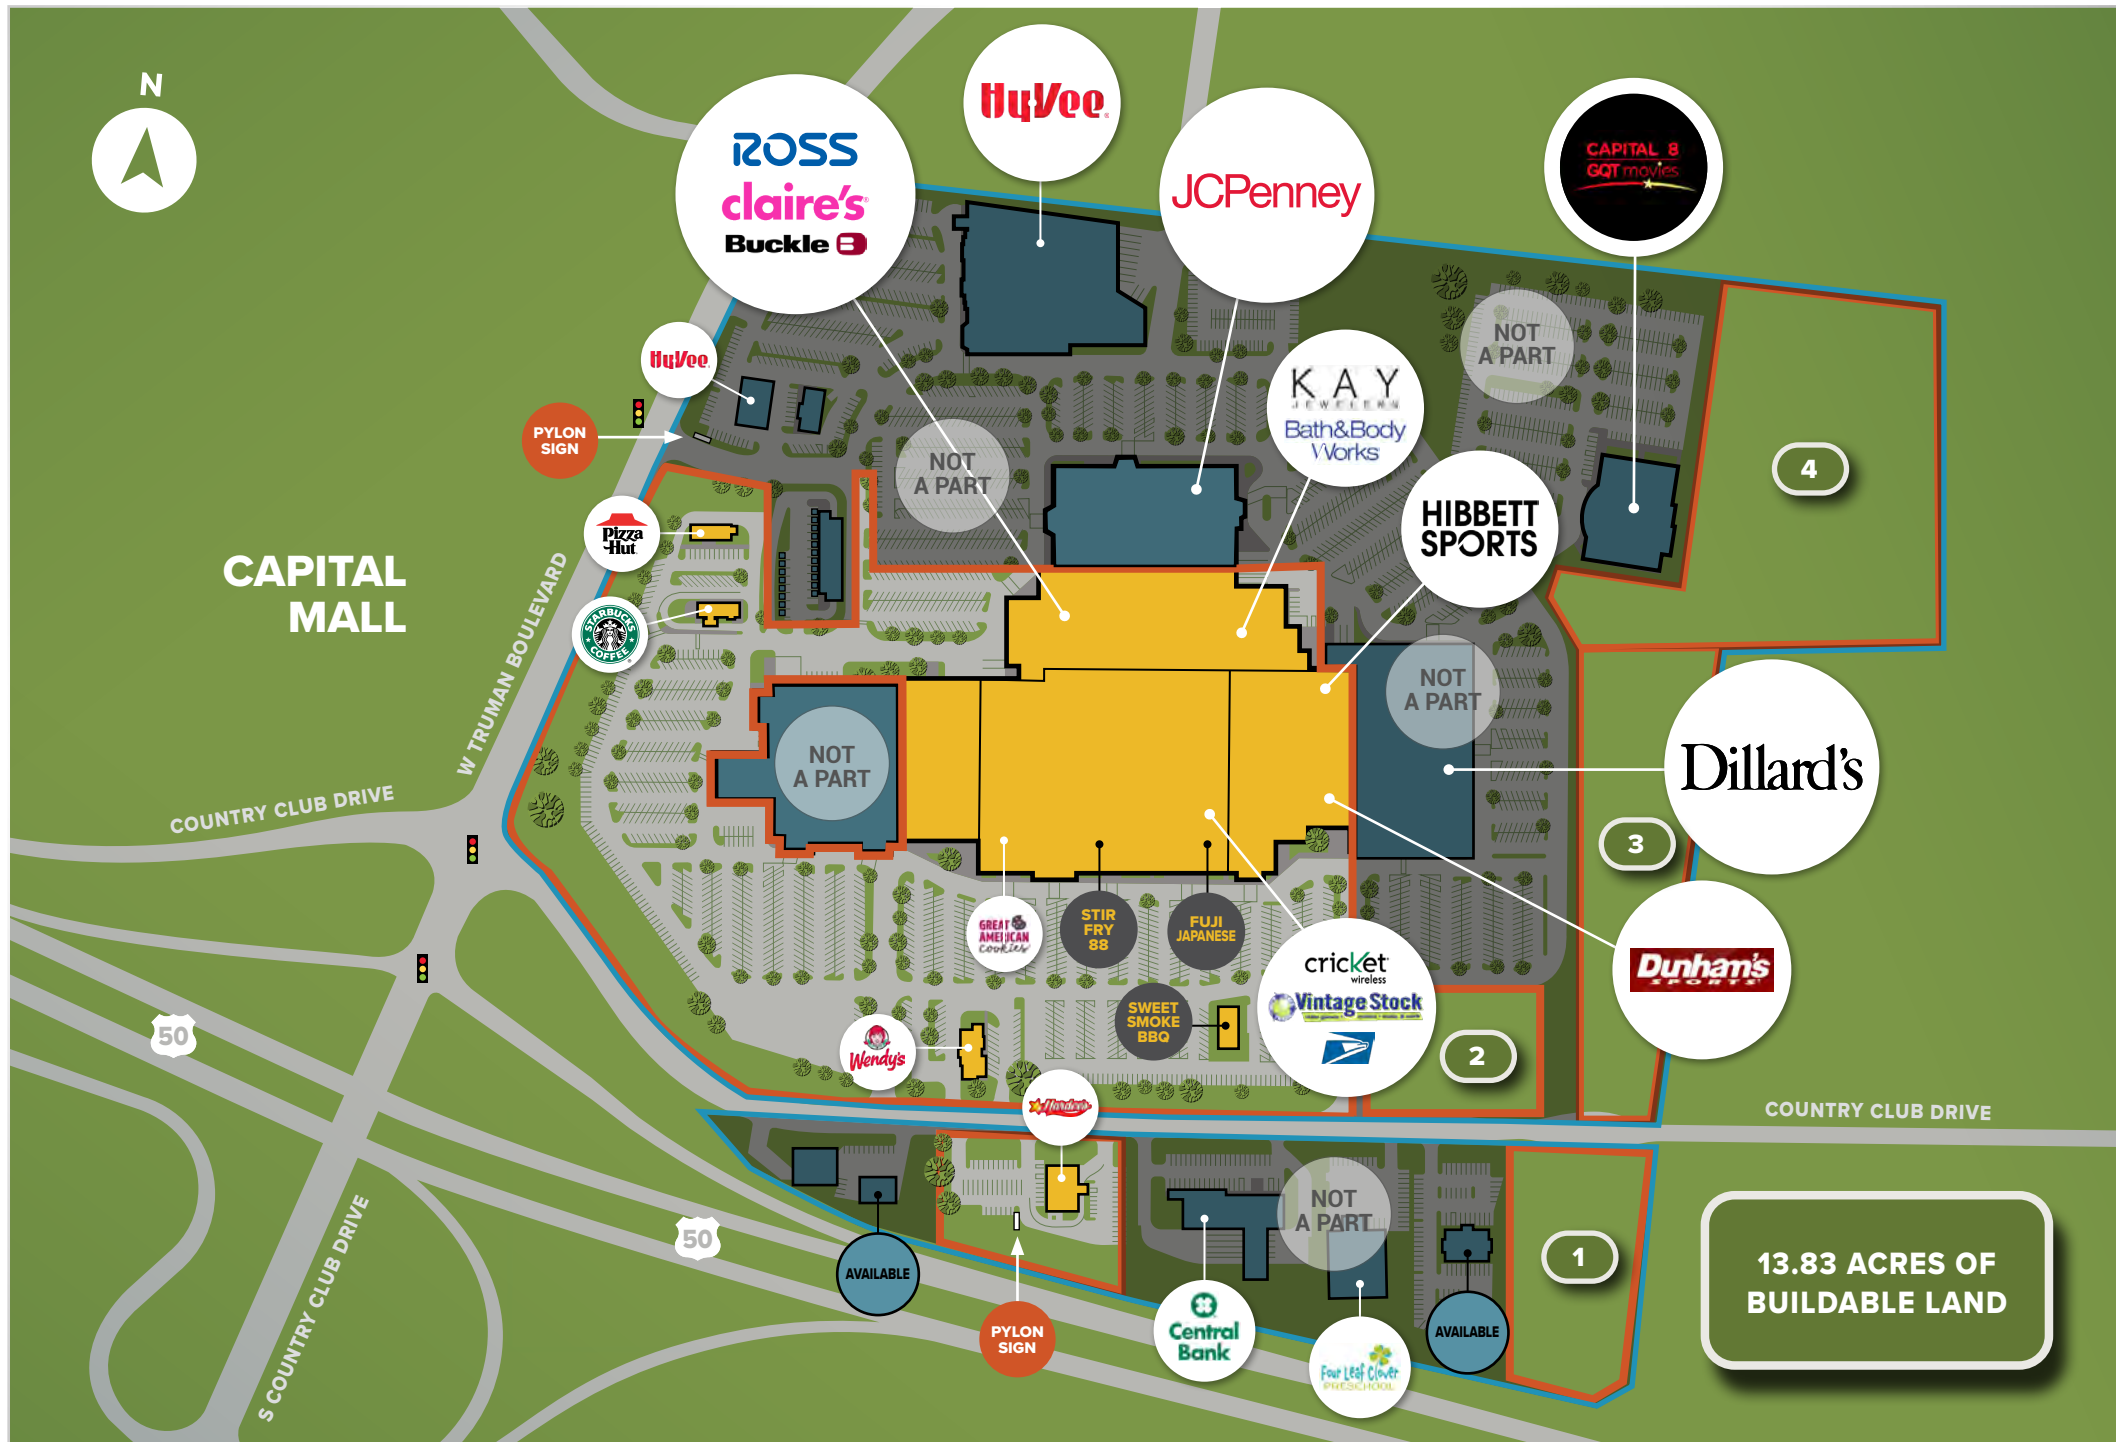 N
ROSS
claire's
Buckle B
HyVee
JCPenney
CAPITAL 8
GQT movies
HyVee
PYLON
SIGN
NOT
A PART
NOT
A PART
KAY
JEWELERS
Bath&Body
Works
HIBBETT
SPORTS
4
Pizza
Hut
STARBUCKS
COFFEE
CAPITAL
MALL
W TRUMAN BOULEVARD
NOT
A PART
NOT
A PART
Dillard's
COUNTRY CLUB DRIVE
3
GREAT
AMERICAN
Cookies
STIR
FRY
88
FUJI
JAPANESE
cricket
wireless
Vintage Stock
Dunham's
SPORTS
SWEET
SMOKE
BBQ
Wendy's
2
50
Hardee's
COUNTRY CLUB DRIVE
50
S COUNTRY CLUB DRIVE
AVAILABLE
PYLON
SIGN
NOT
A PART
Central
Bank
Four Leaf Clover
PRESCHOOL
AVAILABLE
1
13.83 ACRES OF
BUILDABLE LAND